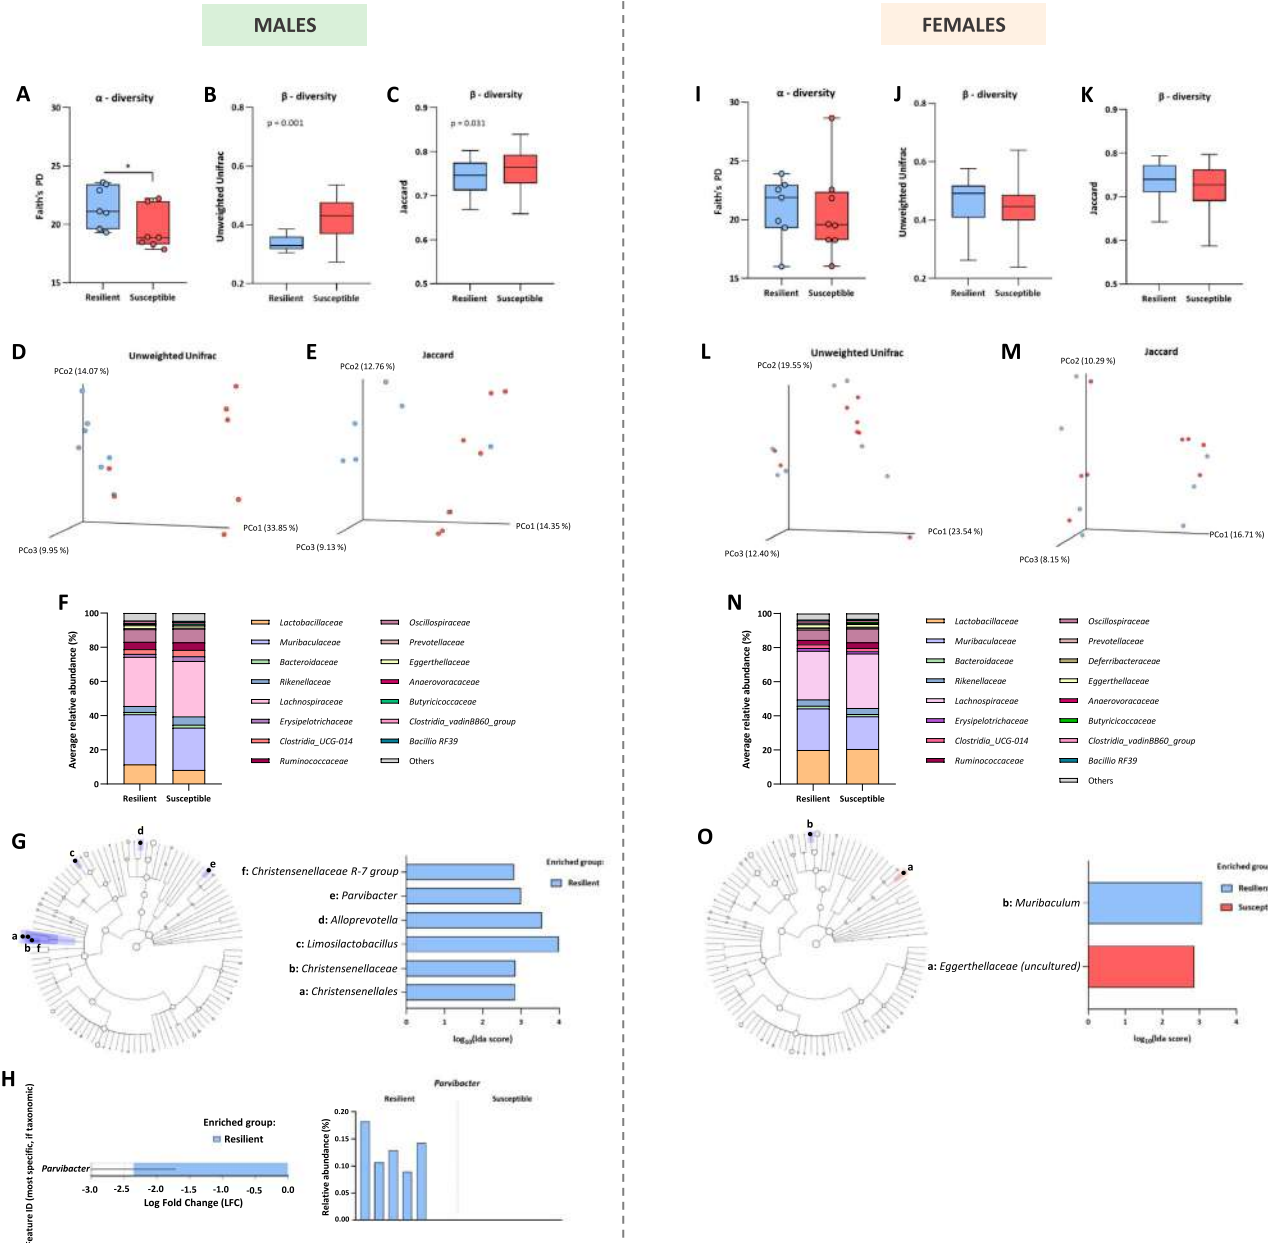 MALES
FEMALES
A
α - diversity
30
25
20
15
Faith's PD
*
Resilient
Susceptible
B
β - diversity
p = 0.001
0.8
0.6
0.4
0.2
Unweighted Unifrac
Resilient
Susceptible
C
β - diversity
p = 0.031
0.9
0.8
0.7
0.6
0.5
Jaccard
Resilient
Susceptible
I
α - diversity
30
25
20
15
Faith's PD
Resilient
Susceptible
J
β - diversity
0.8
0.6
0.4
0.2
Unweighted Unifrac
Resilient
Susceptible
K
β - diversity
0.9
0.8
0.7
0.6
0.5
Jaccard
Resilient
Susceptible
D
Unweighted Unifrac
PCo2 (14.07 %)
PCo1 (33.85 %)
PCo3 (9.95 %)
E
Jaccard
PCo2 (12.76 %)
PCo1 (14.35 %)
PCo3 (9.13 %)
L
Unweighted Unifrac
PCo2 (19.55 %)
PCo1 (23.54 %)
PCo3 (12.40 %)
M
Jaccard
PCo2 (10.29 %)
PCo1 (16.71 %)
PCo3 (8.15 %)
F
Average relative abundance (%)
100
80
60
40
20
0
Resilient
Susceptible
Lactobacillaceae
Muribaculaceae
Bacteroidaceae
Rikenellaceae
Lachnospiraceae
Erysipelotrichaceae
Clostridia_UCG-014
Ruminococcaceae
Oscillospiraceae
Prevotellaceae
Eggerthellaceae
Anaerovoracaceae
Butyricicoccaceae
Clostridia_vadinBB60_group
Bacillio RF39
Others
N
Average relative abundance (%)
100
80
60
40
20
0
Resilient
Susceptible
Lactobacillaceae
Muribaculaceae
Bacteroidaceae
Rikenellaceae
Lachnospiraceae
Erysipelotrichaceae
Clostridia_UCG-014
Ruminococcaceae
Oscillospiraceae
Prevotellaceae
Deferribacteraceae
Eggerthellaceae
Anaerovoracaceae
Butyricicoccaceae
Clostridia_vadinBB60_group
Bacillio RF39
Others
G
d
c
e
a
b f
f: Christensenellaceae R-7 group
e: Parvibacter
d: Alloprevotella
c: Limosilactobacillus
b: Christensenellaceae
a: Christensenellales
0 1 2 3 4
log10(lda score)
Enriched group:
Resilient
O
b
a
b: Muribaculum
a: Eggerthellaceae (uncultured)
0 1 2 3 4
log10(lda score)
Enriched grou
Resilien
Suscept
H
Feature ID (most specific, if taxonomic)
Enriched group:
Resilient
Parvibacter
-3.0 -2.5 -2.0 -1.5 -1.0 -0.5 0.0
Log Fold Change (LFC)
Parvibacter
Resilient
Susceptible
Relative abundance (%)
0.20
0.15
0.10
0.05
0.00